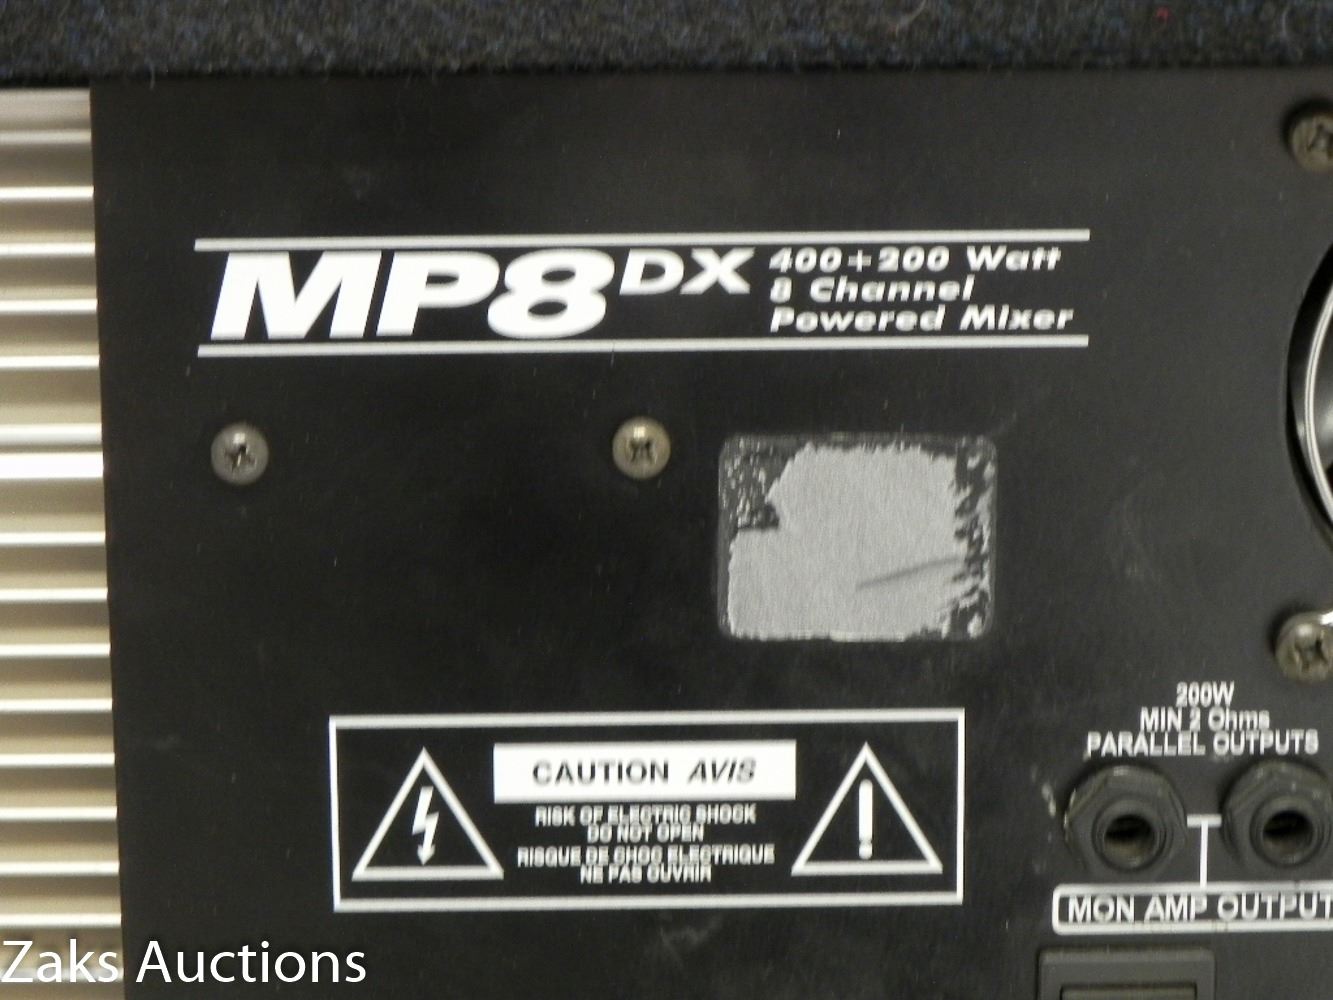 MP8DX 400+200 Watt
8 Channel
Powered Mixer
CAUTION AVIS
RISK OF ELECTRIC SHOCK
DO NOT OPEN
RISQUE DE CHOC ELECTRIQUE
NE PAS OUVRIR
200W
MIN 2 Ohms
PARALLEL OUTPUTS
MON AMP OUTPUT
Zaks Auctions